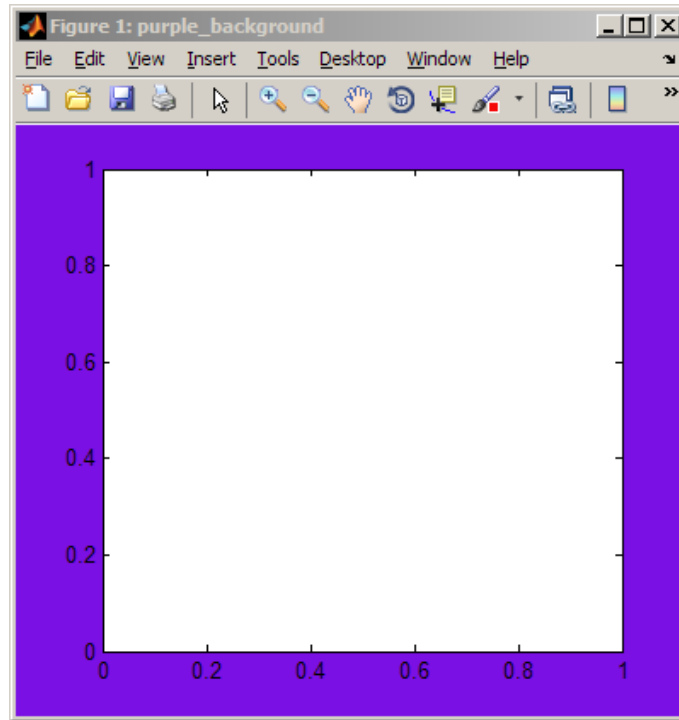 Figure 1: purple_background
File Edit View Insert Tools Desktop Window Help
1
0.8
0.6
0.4
0.2
0
0 0.2 0.4 0.6 0.8 1